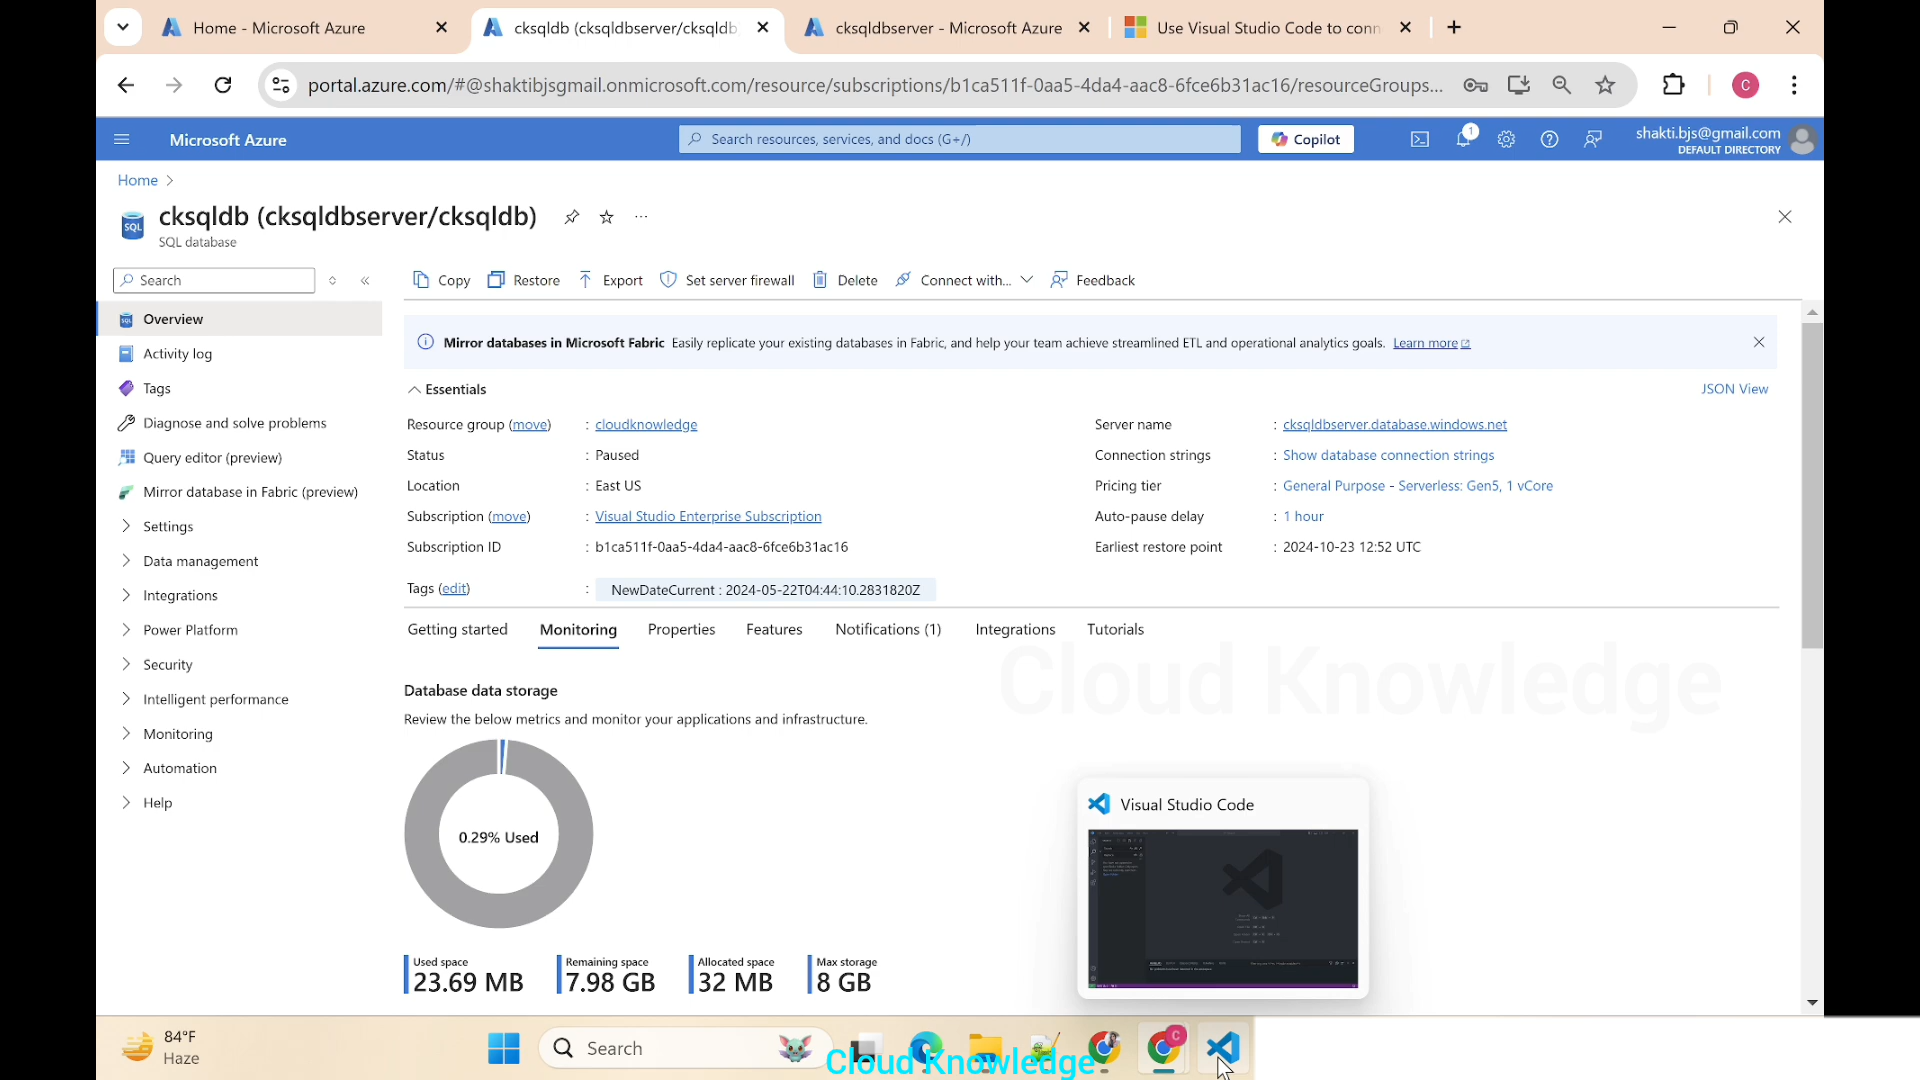 Home - Microsoft Azure
cksqldb (cksqldbserver/cksqldb
cksqldbserver - Microsoft Azure
Use Visual Studio Code to conn
portal.azure.com/#@shaktibjsgmail.onmicrosoft.com/resource/subscriptions/b1ca511f-0aa5-4da4-aac8-6fce6b31ac16/resourceGroups...
C
Microsoft Azure
Search resources, services, and docs (G+/)
Copilot
1
shakti.bjs@gmail.com
DEFAULT DIRECTORY
Home
cksqldb (cksqldbserver/cksqldb)
SQL
SQL database
Search
Copy
Restore
Export
Set server firewall
Delete
Connect with...
Feedback
Overview
Activity log
Tags
Diagnose and solve problems
Query editor (preview)
Mirror database in Fabric (preview)
Settings
Data management
Integrations
Power Platform
Security
Intelligent performance
Monitoring
Automation
Help
Mirror databases in Microsoft Fabric Easily replicate your existing databases in Fabric, and help your team achieve streamlined ETL and operational analytics goals. Learn more
Essentials
JSON View
Resource group (move) : cloudknowledge
Status : Paused
Location : East US
Subscription (move) : Visual Studio Enterprise Subscription
Subscription ID : b1ca511f-0aa5-4da4-aac8-6fce6b31ac16
Server name : cksqldbserver.database.windows.net
Connection strings : Show database connection strings
Pricing tier : General Purpose - Serverless: Gen5, 1 vCore
Auto-pause delay : 1 hour
Earliest restore point : 2024-10-23 12:52 UTC
Tags (edit) : NewDateCurrent : 2024-05-22T04:44:10.2831820Z
Getting started
Monitoring
Properties
Features
Notifications (1)
Integrations
Tutorials
Cloud Knowledge
Database data storage
Review the below metrics and monitor your applications and infrastructure.
0.29% Used
Used space
23.69 MB
Remaining space
7.98 GB
Allocated space
32 MB
Max storage
8 GB
Visual Studio Code
84°F
Haze
Search
C
Cloud Knowledge